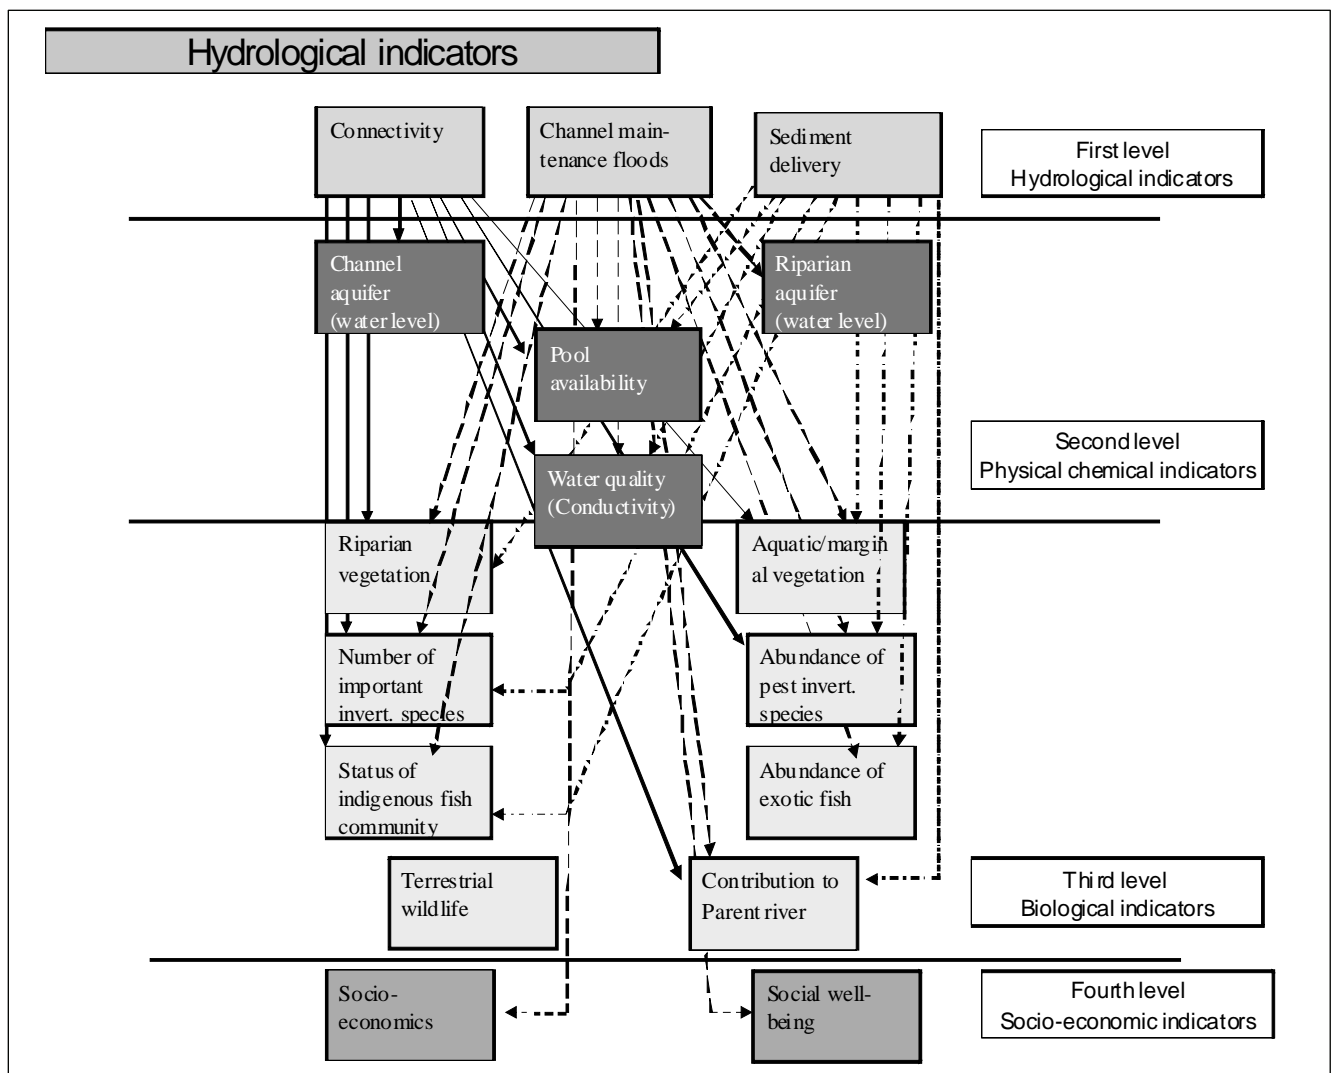 Hydrological indicators
Connectivity
Channel main-
tenance floods
Sediment
delivery
First level
Hydrological indicators
Channel
aquifer
(water level)
Riparian
aquifer
(water level)
Pool
availability
Second level
Physical chemical indicators
Water quality
(Conductivity)
Riparian
vegetation
Aquatic/margin
al vegetation
Number of
important
invert. species
Abundance of
pest invert.
species
Status of
indigenous fish
community
Abundance of
exotic fish
Terrestrial
wildlife
Contribution to
Parent river
Third level
Biological indicators
Socio-
economics
Social well-
being
Fourth level
Socio-economic indicators